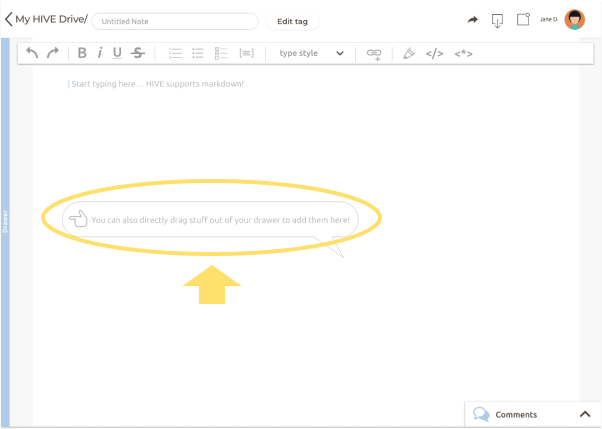 My HIVE Drive/ Untitled Note Edit tag Jane D.
B i U S type style </> <*>
Start typing here... HIVE supports markdown!
Drawer
You can also directly drag stuff out of your drawer to add them here!
Comments